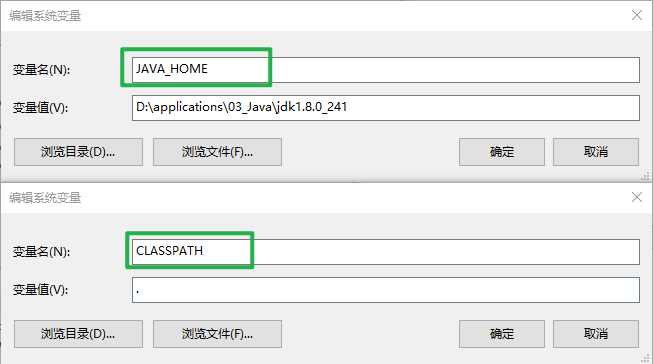 编辑系统变量
变量名(N):
JAVA_HOME
变量值(V):
D:\applications\03_Java\jdk1.8.0_241
浏览目录(D)... 浏览文件(F)... 确定 取消
编辑系统变量
变量名(N):
CLASSPATH
变量值(V):
.
浏览目录(D)... 浏览文件(F)... 确定 取消